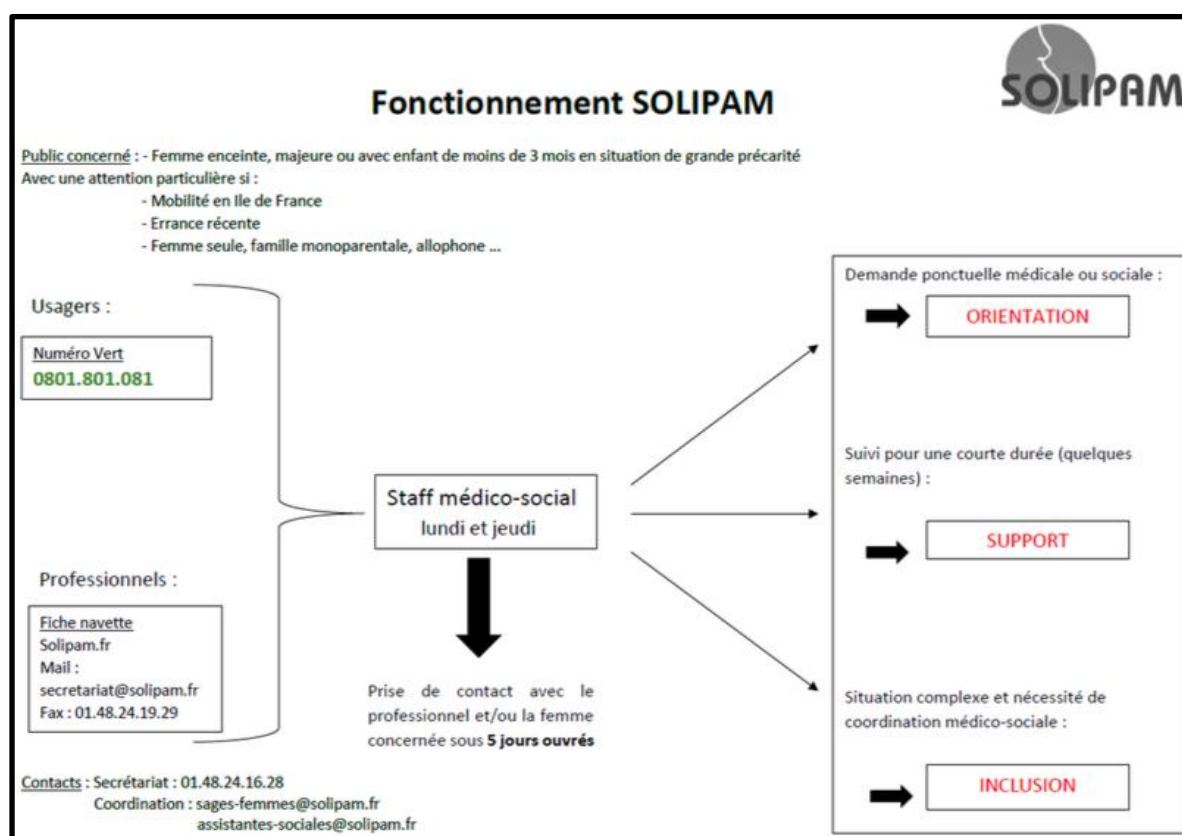 SOLIPAM
Fonctionnement SOLIPAM
Public concerné : - Femme enceinte, majeure ou avec enfant de moins de 3 mois en situation de grande précarité
Avec une attention particulière si :
- Mobilité en Ile de France
- Errance récente
- Femme seule, famille monoparentale, allophone ...
Usagers :
Numéro Vert
0801.801.081
Professionnels :
Fiche navette
Solipam.fr
Mail :
secretariat@solipam.fr
Fax : 01.48.24.19.29
Staff médico-social
lundi et jeudi
Prise de contact avec le
professionnel et/ou la femme
concernée sous 5 jours ouvrés
Demande ponctuelle médicale ou sociale :
ORIENTATION
Suivi pour une courte durée (quelques
semaines) :
SUPPORT
Situation complexe et nécessité de
coordination médico-sociale :
INCLUSION
Contacts : Secrétariat : 01.48.24.16.28
Coordination : sages-femmes@solipam.fr
assistantes-sociales@solipam.fr